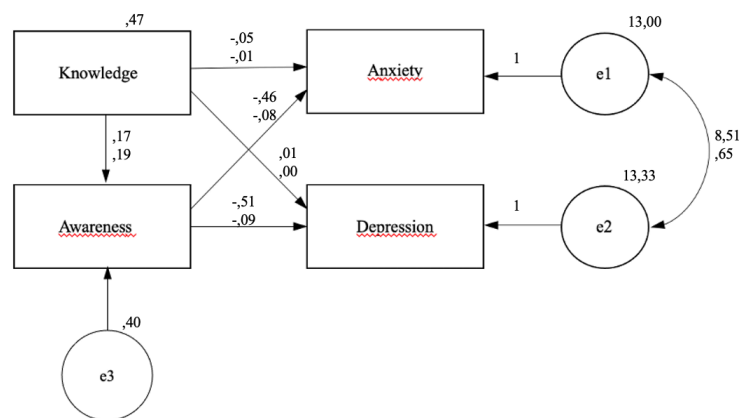 ,47
13,00
-,05
-,01
Knowledge
Anxiety
1
e1
-,46
-,08
,17
,19
8,51
,65
,01
,00
13,33
-,51
-,09
Awareness
Depression
1
e2
,40
e3